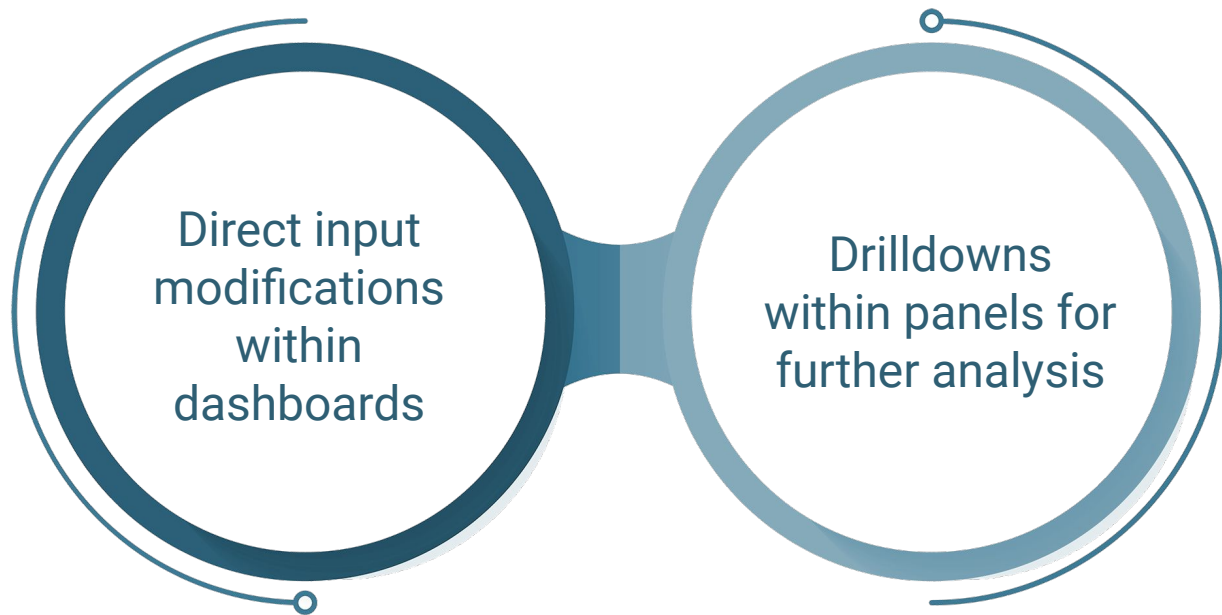 Direct input
modifications
within
dashboards
Drilldowns
within panels for
further analysis